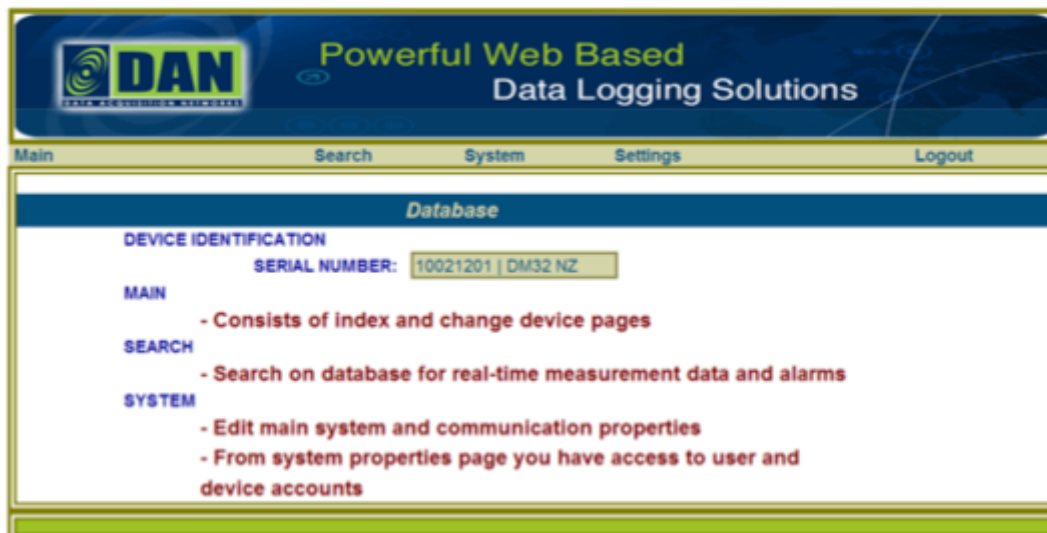 DAN
DATA ACQUISITION NETWORKS
Powerful Web Based
Data Logging Solutions
Main Search System Settings Logout
Database
DEVICE IDENTIFICATION
SERIAL NUMBER: 10021201 | DM32 NZ
MAIN
- Consists of index and change device pages
SEARCH
- Search on database for real-time measurement data and alarms
SYSTEM
- Edit main system and communication properties
- From system properties page you have access to user and
device accounts